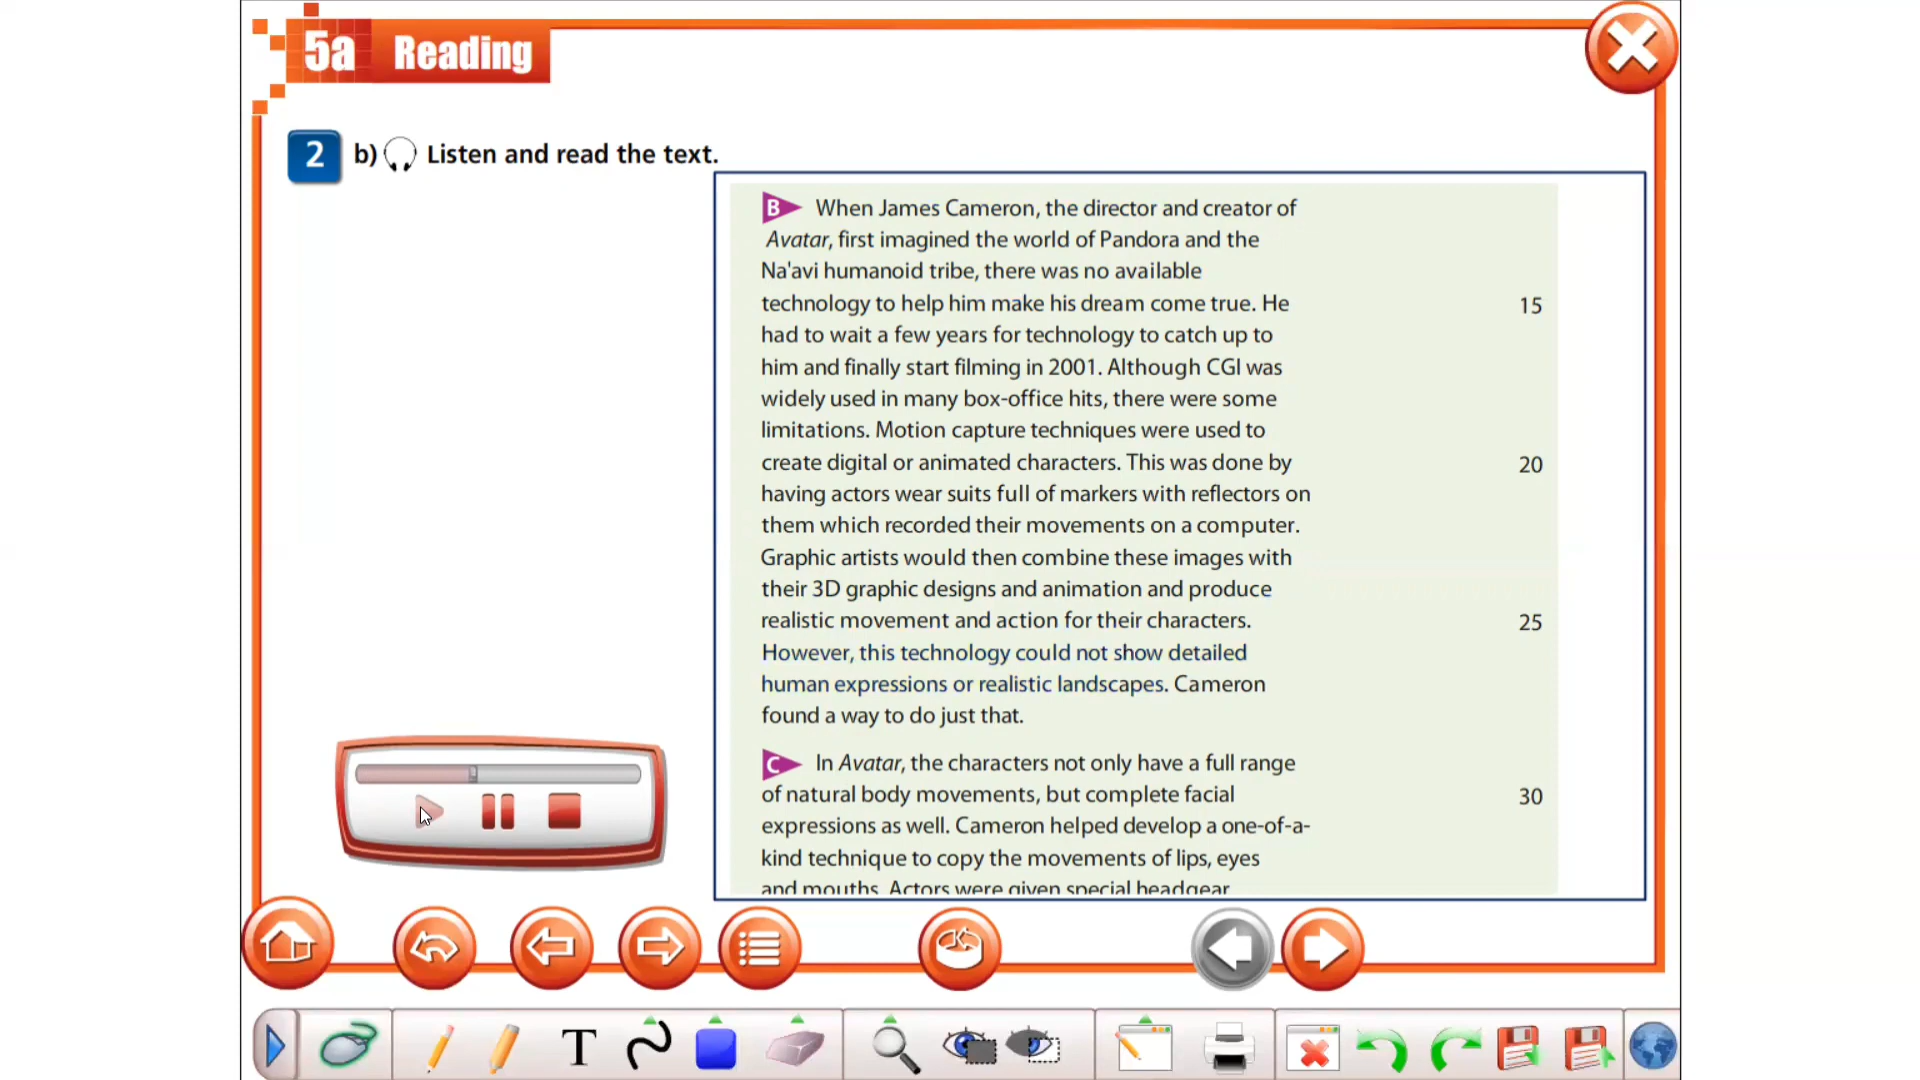 5a Reading
2 b) Listen and read the text.
B When James Cameron, the director and creator of
Avatar, first imagined the world of Pandora and the
Na'avi humanoid tribe, there was no available
technology to help him make his dream come true. He 15
had to wait a few years for technology to catch up to
him and finally start filming in 2001. Although CGI was
widely used in many box-office hits, there were some
limitations. Motion capture techniques were used to
create digital or animated characters. This was done by 20
having actors wear suits full of markers with reflectors on
them which recorded their movements on a computer.
Graphic artists would then combine these images with
their 3D graphic designs and animation and produce
realistic movement and action for their characters. 25
However, this technology could not show detailed
human expressions or realistic landscapes. Cameron
found a way to do just that.
C In Avatar, the characters not only have a full range
of natural body movements, but complete facial 30
expressions as well. Cameron helped develop a one-of-a-
kind technique to copy the movements of lips, eyes
and mouths. Actors were given special headgear
T